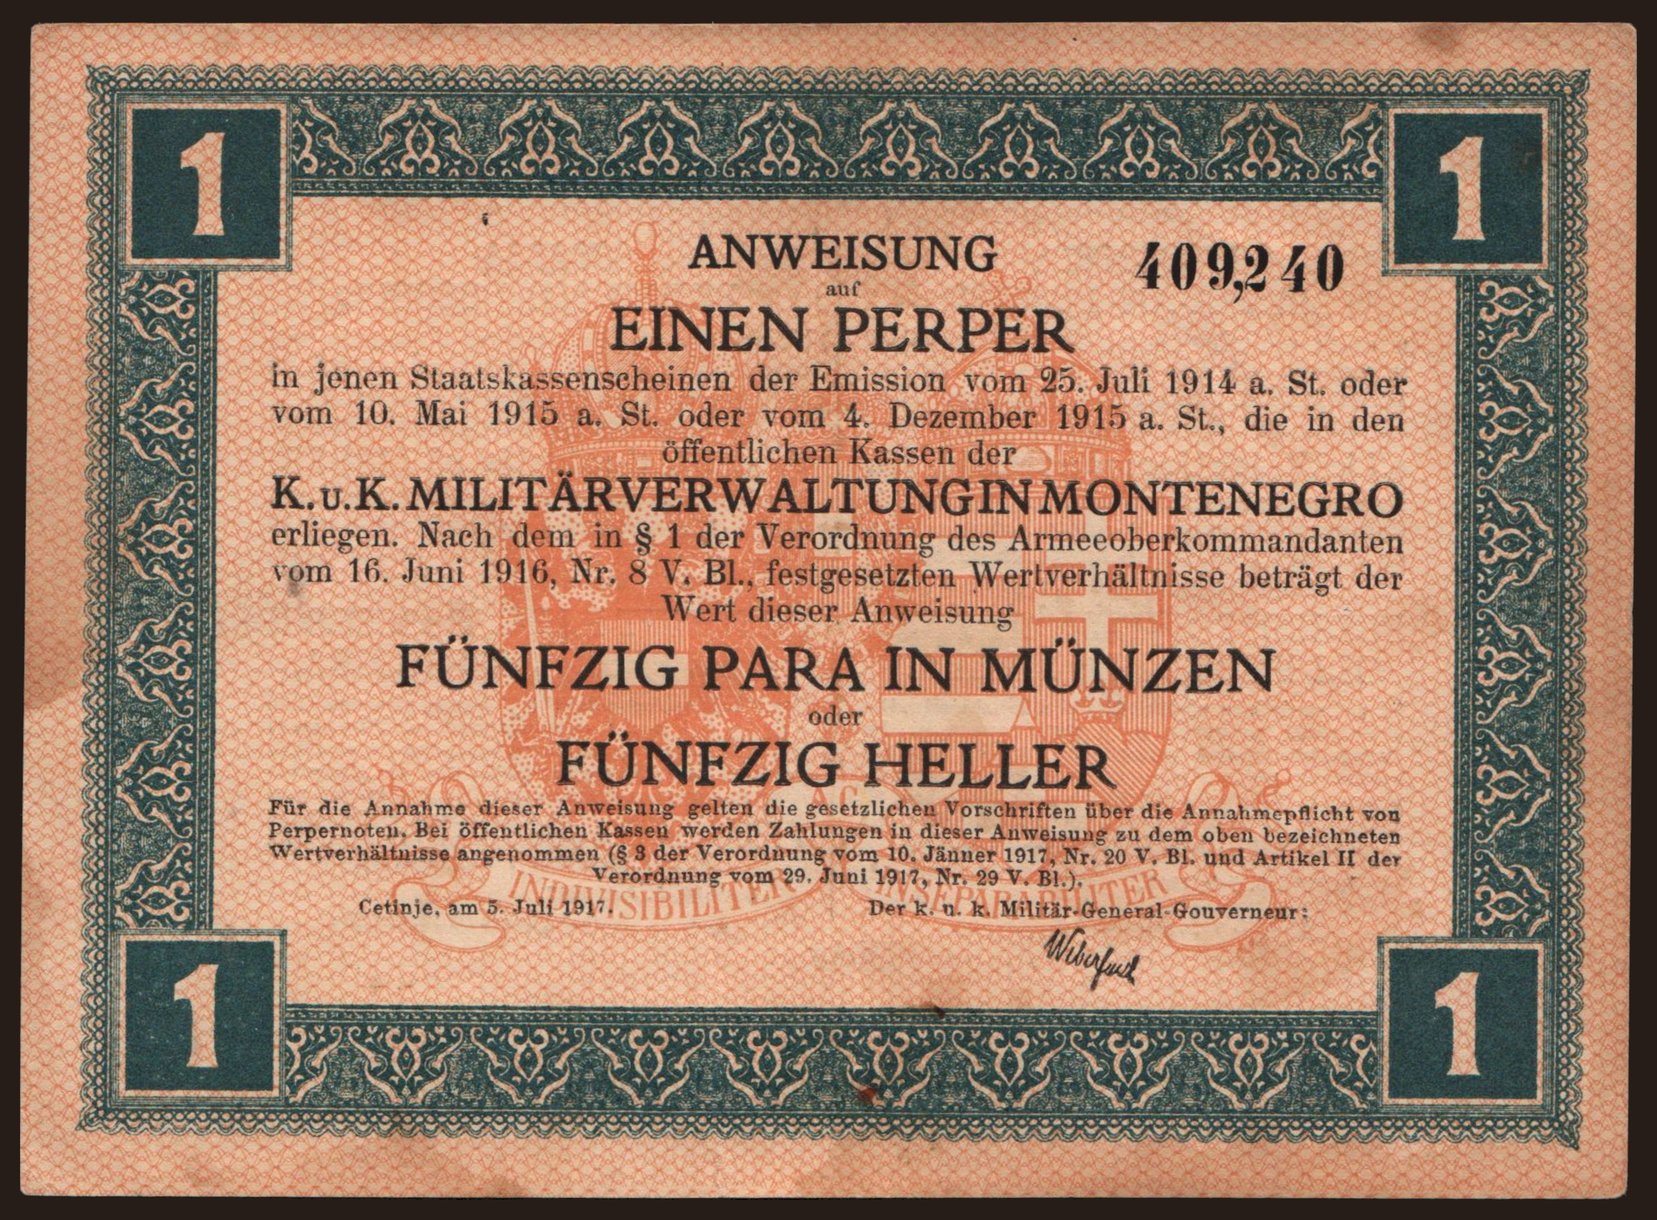 1
1
ANWEISUNG
409,240
auf
EINEN PERPER
in jenen Staatskassenscheinen der Emission vom 25. Juli 1914 a. St. oder
vom 10. Mai 1915 a. St. oder vom 4. Dezember 1915 a. St., die in den
öffentlichen Kassen der
K.u.K. MILITÄRVERWALTUNG IN MONTENEGRO
erliegen. Nach dem in § 1 der Verordnung des Armeeoberkommandanten
vom 16. Juni 1916, Nr. 8 V. Bl., festgesetzten Wertverhältnisse beträgt der
Wert dieser Anweisung
FÜNFZIG PARA IN MÜNZEN
oder
FÜNFZIG HELLER
Für die Annahme dieser Anweisung gelten die gesetzlichen Vorschriften über die Annahmepflicht von
Perpernoten. Bei öffentlichen Kassen werden Zahlungen in dieser Anweisung zu dem oben bezeichneten
Wertverhältnisse angenommen (§ 3 der Verordnung vom 10. Jänner 1917, Nr. 20 V. Bl. und Artikel II der
Verordnung vom 29. Juni 1917, Nr. 29 V. Bl.).
INDIVISIBILITER AC INSEPARABILITER
Cetinje, am 5. Juli 1917.
Der k. u. k. Militär-General-Gouverneur:
1
1